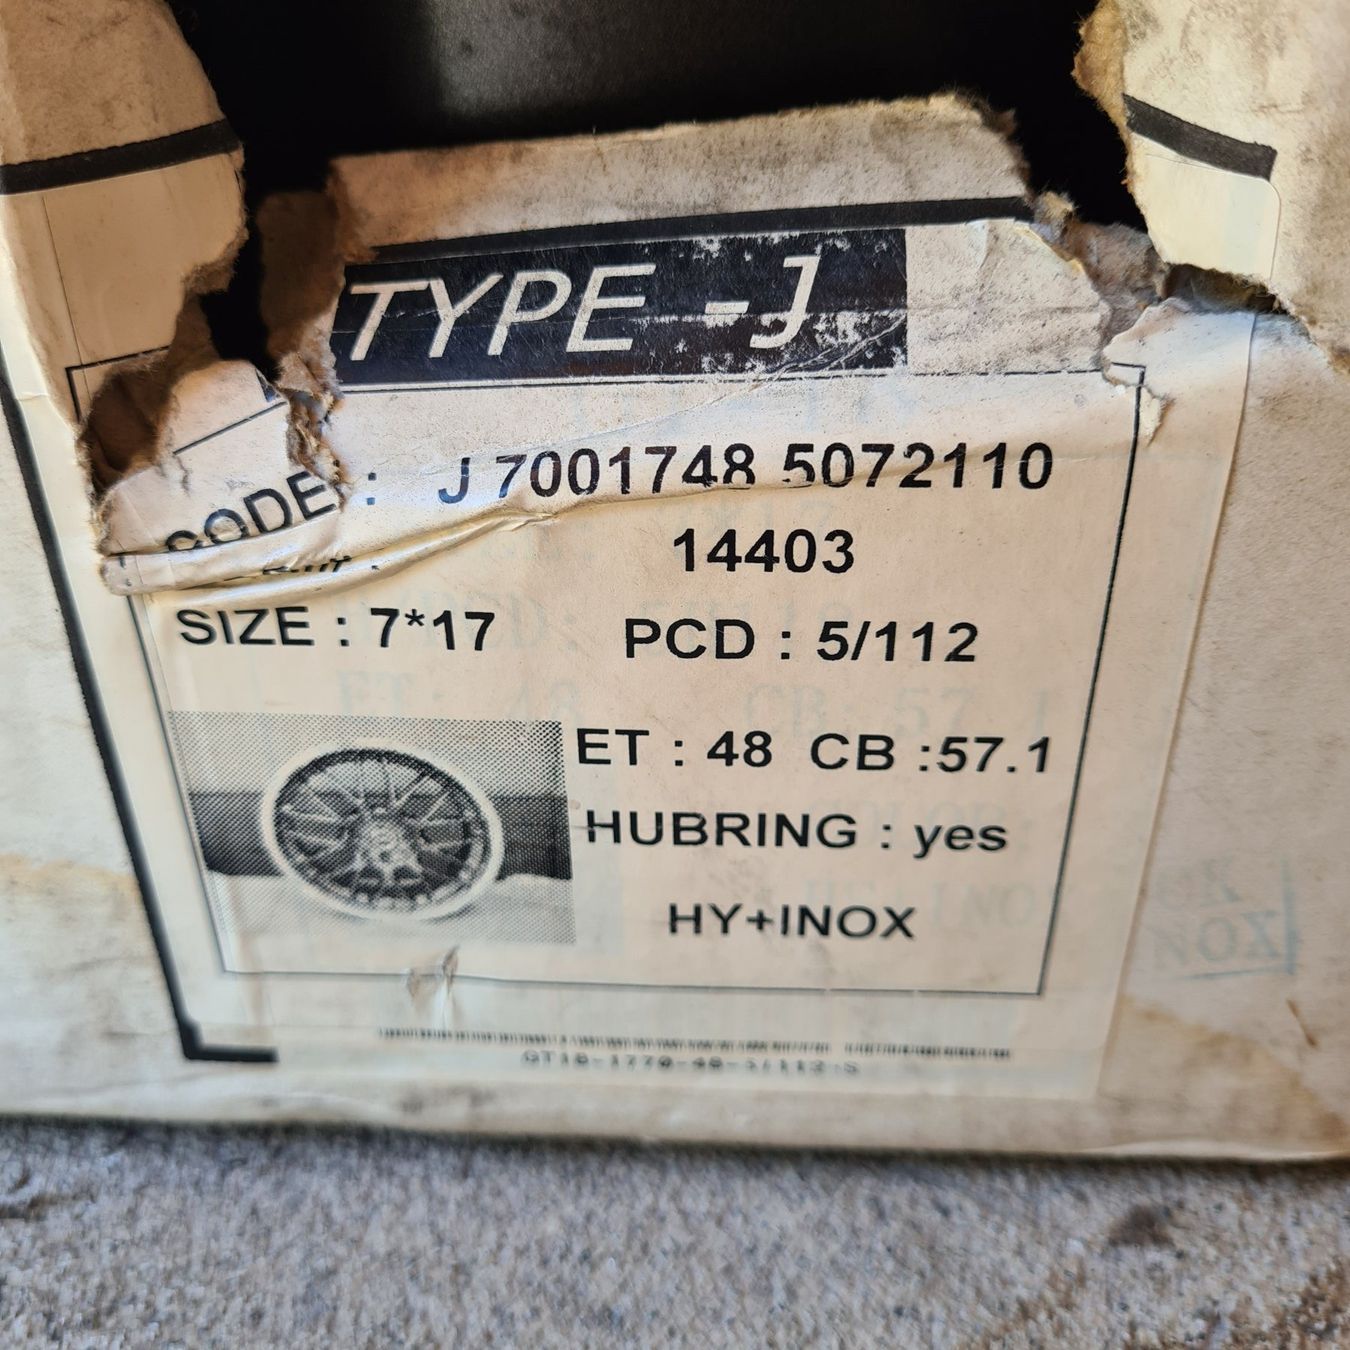 TYPE -J
CODE : J 7001748 5072110
14403
SIZE : 7*17 PCD : 5/112
ET : 48 CB :57.1
HUBRING : yes
HY+INOX